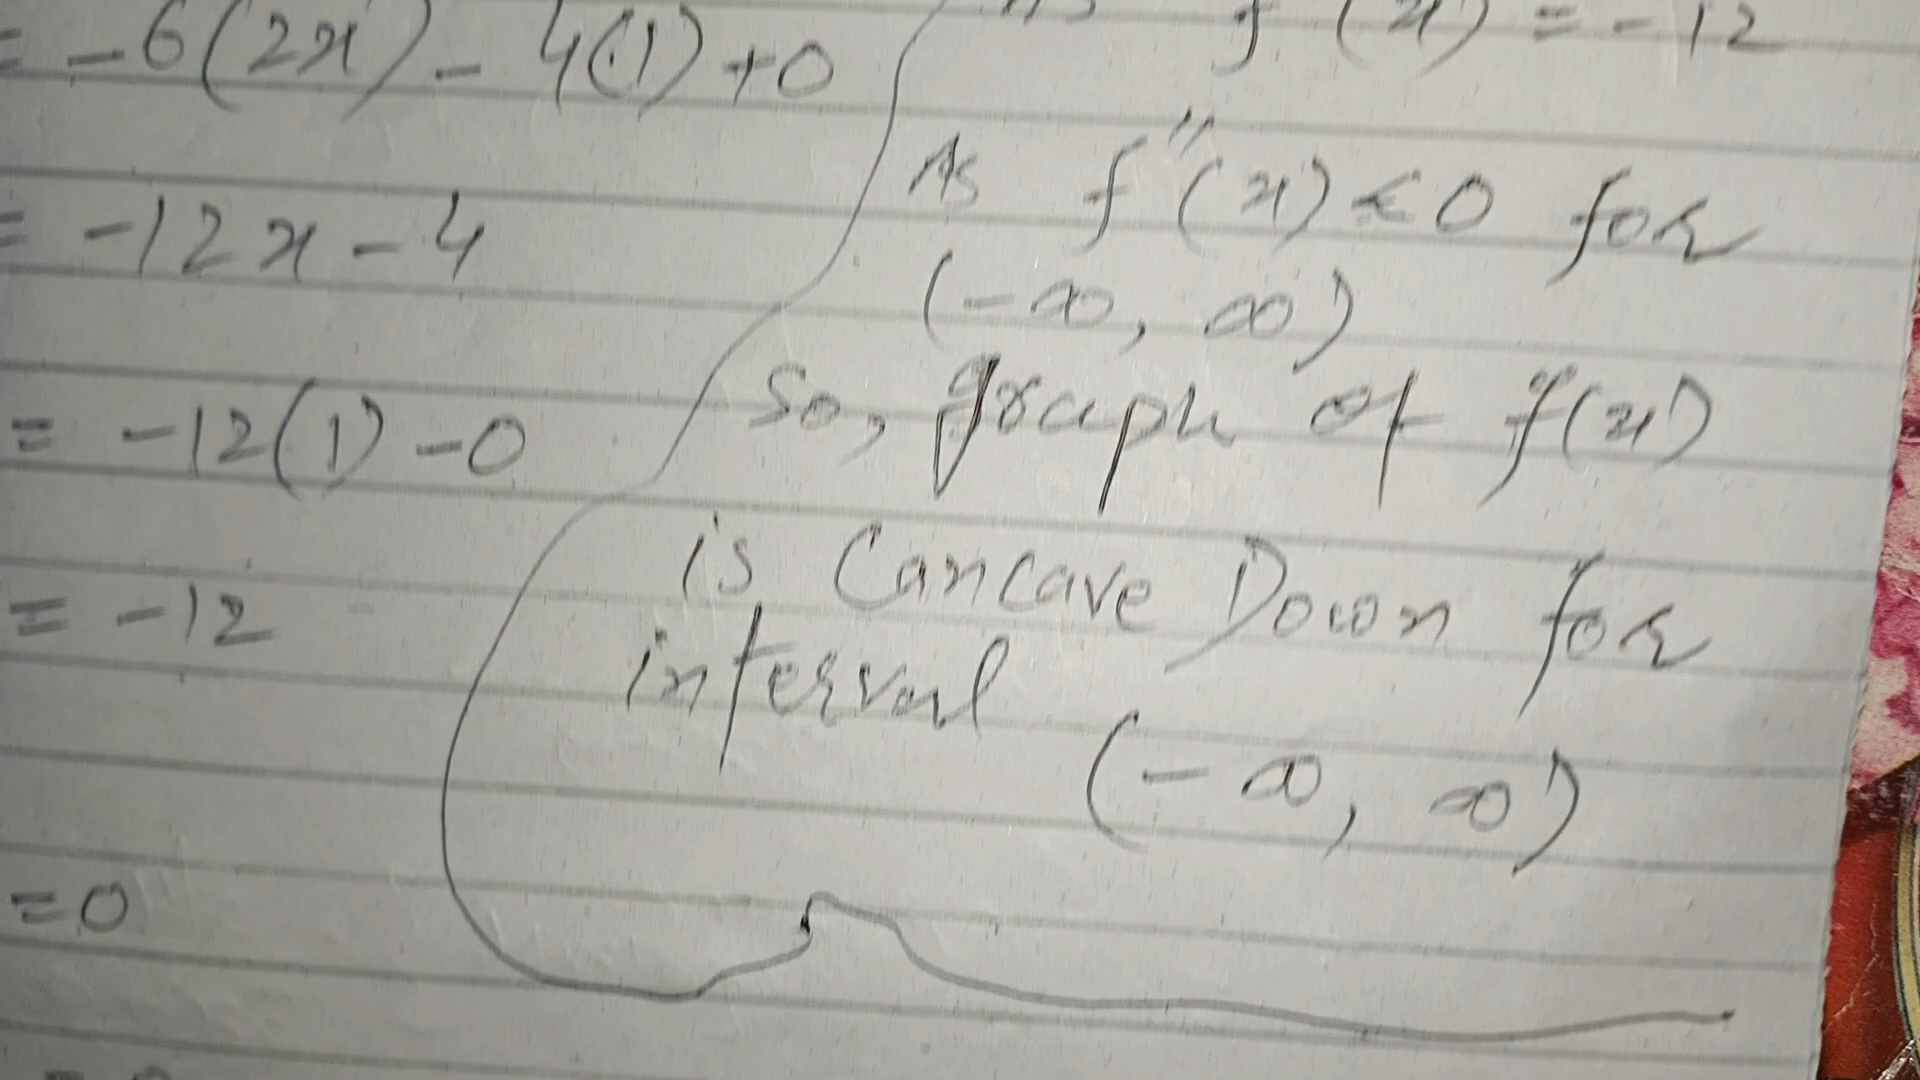 = -6(2x) - 4(1) +0
= -12x - 4
= -12(1) -0
= -12
=0
f (x) = -12
As f"(x) < 0 for
(-∞, ∞)
So, graph of f(x)
is Concave Down for
interval
(-∞, ∞)